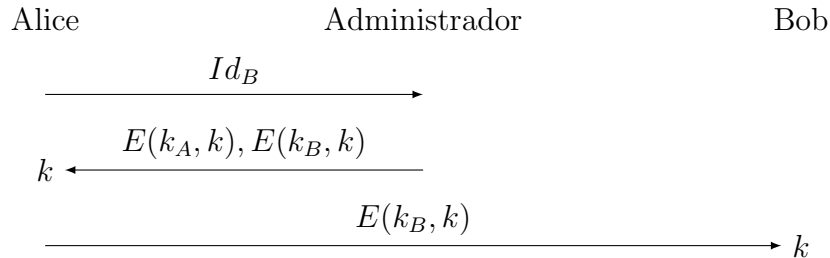 Alice Administrador Bob
Id_B
E(k_A, k), E(k_B, k)
k
E(k_B, k)
k